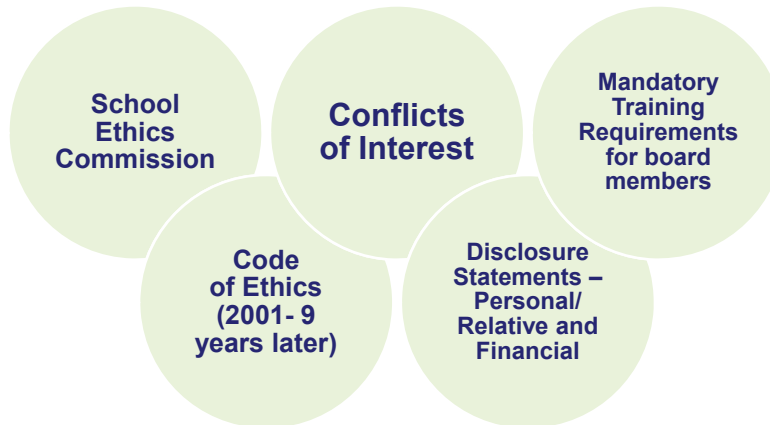 School
Ethics
Commission
Conflicts
of Interest
Mandatory
Training
Requirements
for board
members
Code
of Ethics
(2001- 9
years later)
Disclosure
Statements –
Personal/
Relative and
Financial